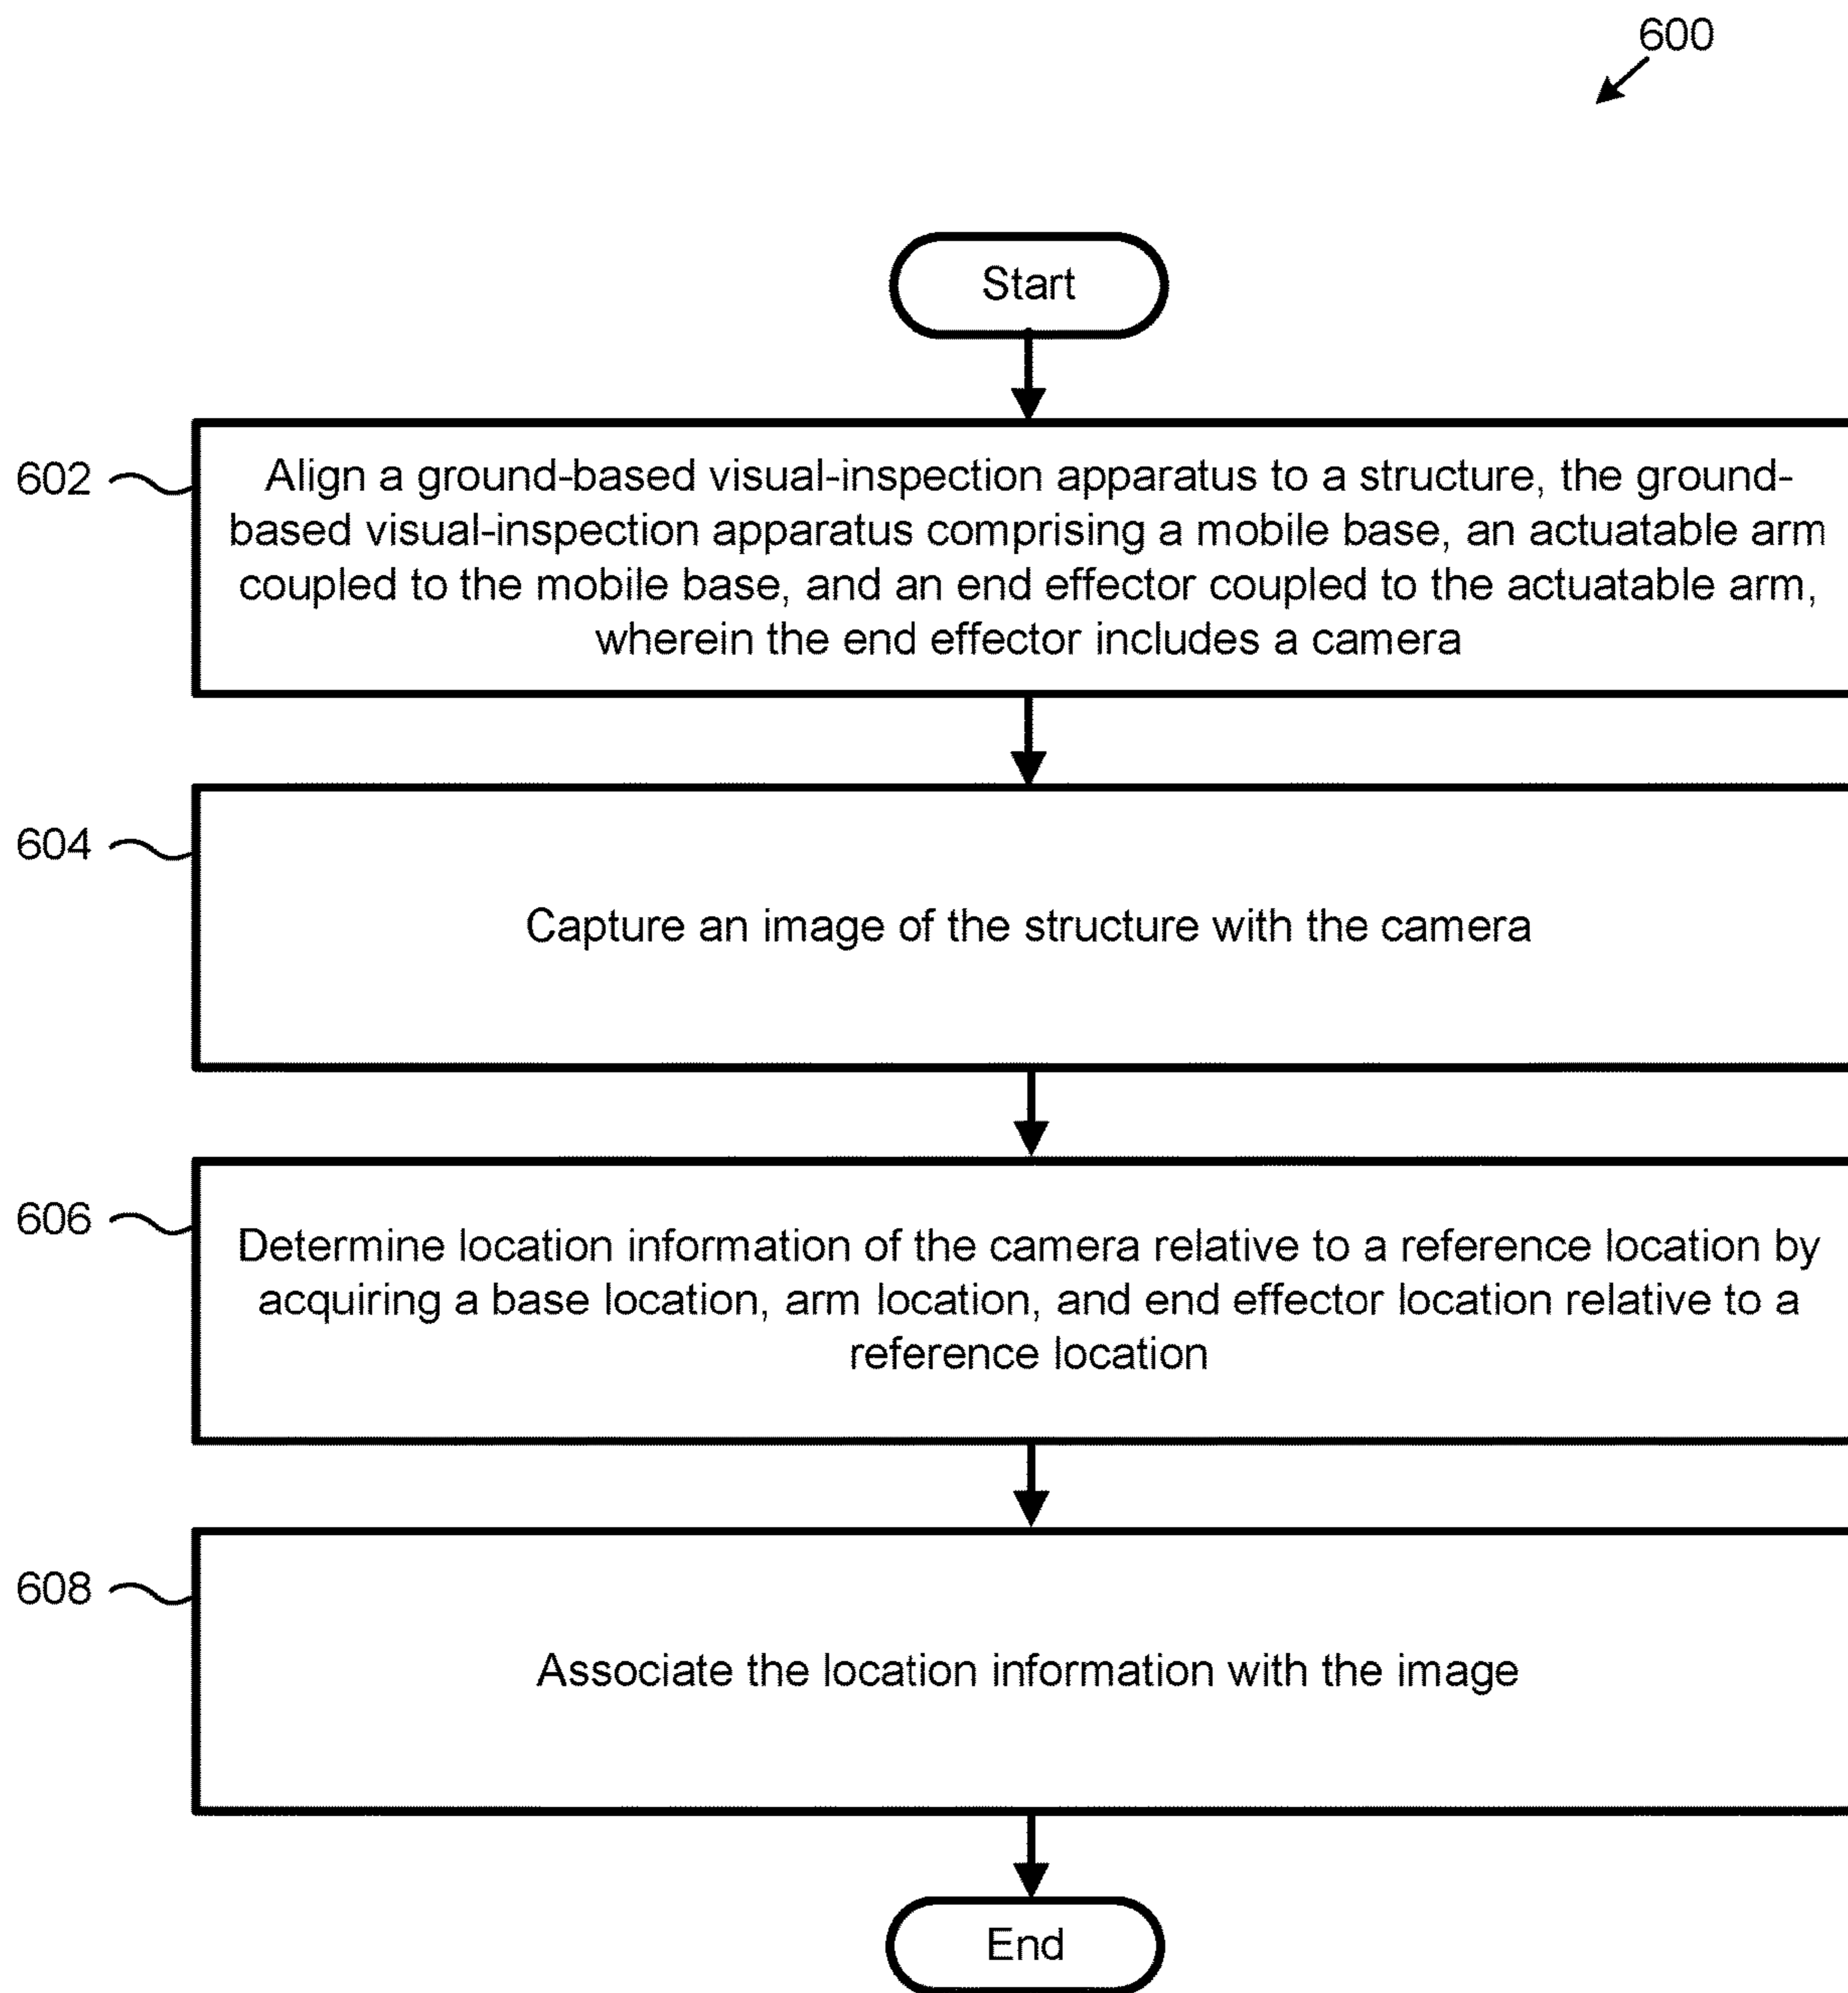 600
Start
602
Align a ground-based visual-inspection apparatus to a structure, the ground-
based visual-inspection apparatus comprising a mobile base, an actuatable arm
coupled to the mobile base, and an end effector coupled to the actuatable arm,
wherein the end effector includes a camera
604
Capture an image of the structure with the camera
606
Determine location information of the camera relative to a reference location by
acquiring a base location, arm location, and end effector location relative to a
reference location
608
Associate the location information with the image
End